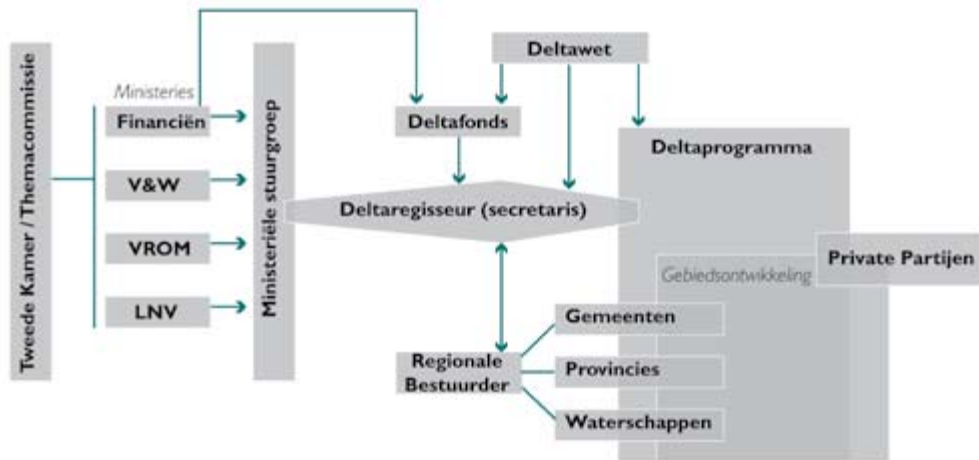 Tweede Kamer / Themacommissie
Ministeries
Financiën
V&W
VROM
LNV
Ministeriële stuurgroep
Deltawet
Deltafonds
Deltaprogramma
Deltaregisseur (secretaris)
Private Partijen
Gebiedsontwikkeling
Gemeenten
Regionale
Bestuurder
Provincies
Waterschappen